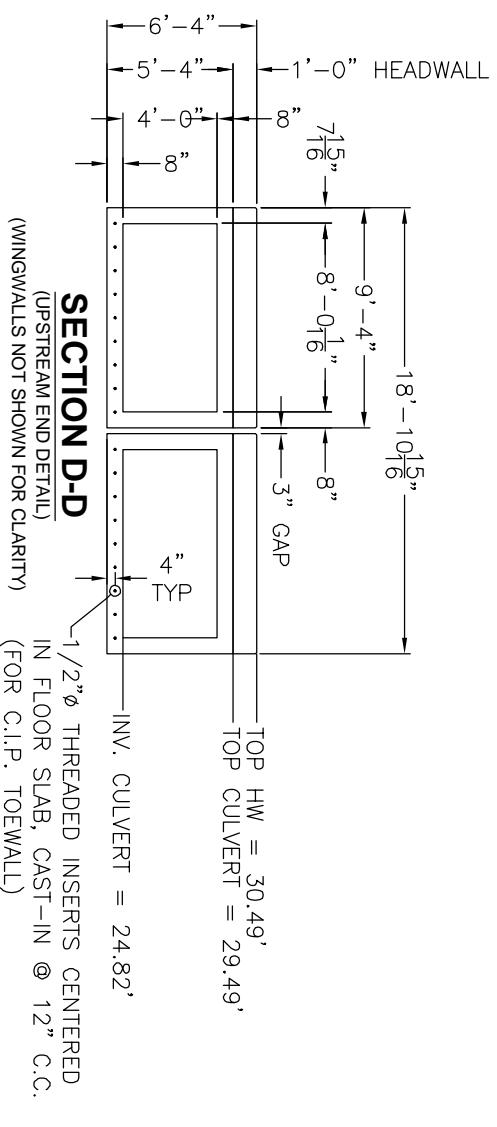 18'-10 15/16"
9'-4"
7 15/16"
8'-0 1/16"
8"
3" GAP
1'-0" HEADWALL
6'-4"
5'-4"
4'-0"
8"
8"
4"
TYP
TOP HW = 30.49'
TOP CULVERT = 29.49'
INV. CULVERT = 24.82'
1/2"Ø THREADED INSERTS CENTERED
IN FLOOR SLAB, CAST-IN @ 12" C.C.
(FOR C.I.P. TOEWALL)
SECTION D-D
(UPSTREAM END DETAIL)
(WINGWALLS NOT SHOWN FOR CLARITY)